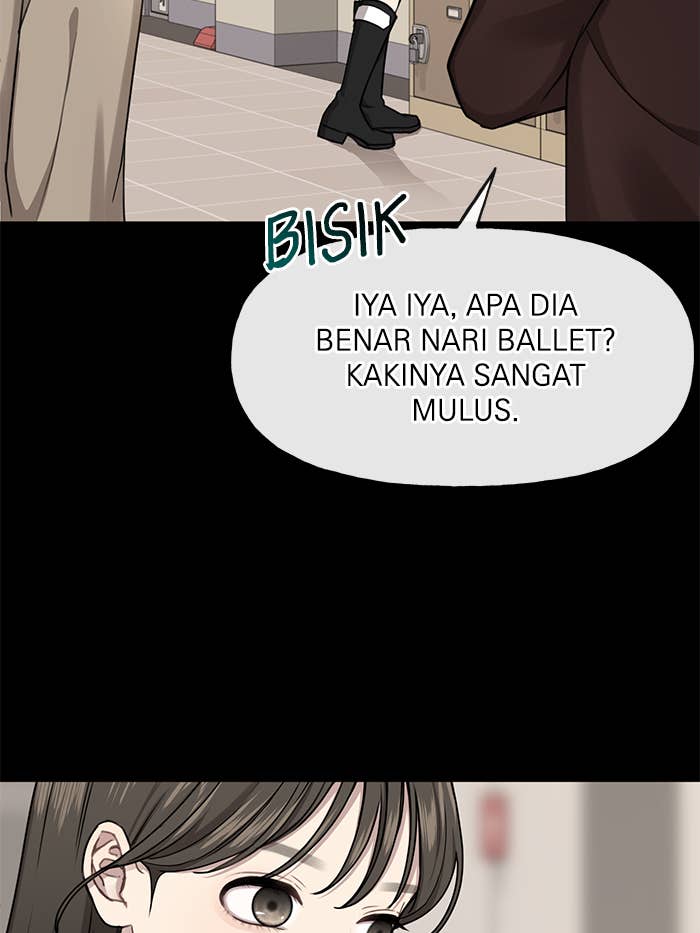 BISIK
IYA IYA, APA DIA
BENAR NARI BALLET?
KAKINYA SANGAT
MULUS.